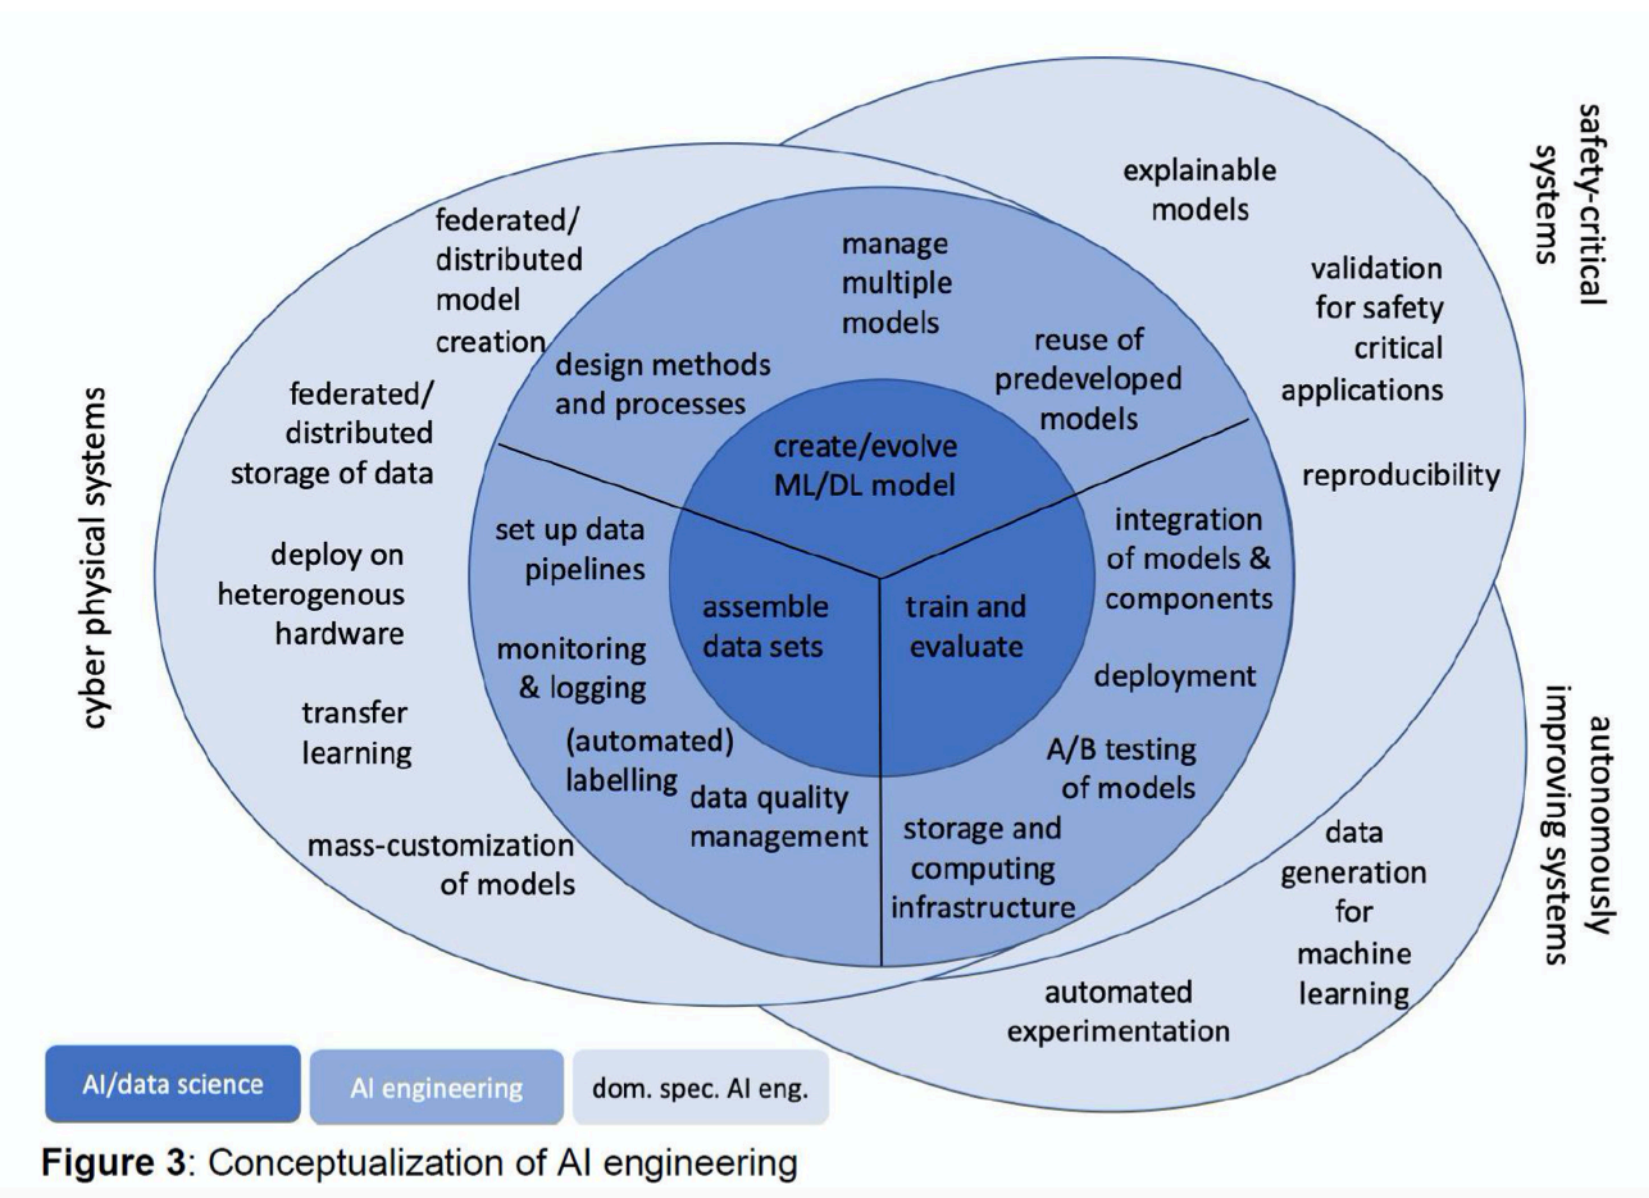 safety-critical
systems
explainable
models
validation
for safety
critical
applications
reproducibility
cyber physical systems
federated/
distributed
model
creation
federated/
distributed
storage of data
deploy on
heterogenous
hardware
transfer
learning
mass-customization
of models
manage
multiple
models
design methods
and processes
reuse of
predeveloped
models
create/evolve
ML/DL model
set up data
pipelines
assemble
data sets
train and
evaluate
integration
of models &
components
monitoring
& logging
deployment
(automated)
labelling
data quality
management
A/B testing
of models
storage and
computing
infrastructure
autonomously
improving systems
data
generation
for
machine
learning
automated
experimentation
AI/data science
AI engineering
dom. spec. AI eng.
Figure 3: Conceptualization of AI engineering